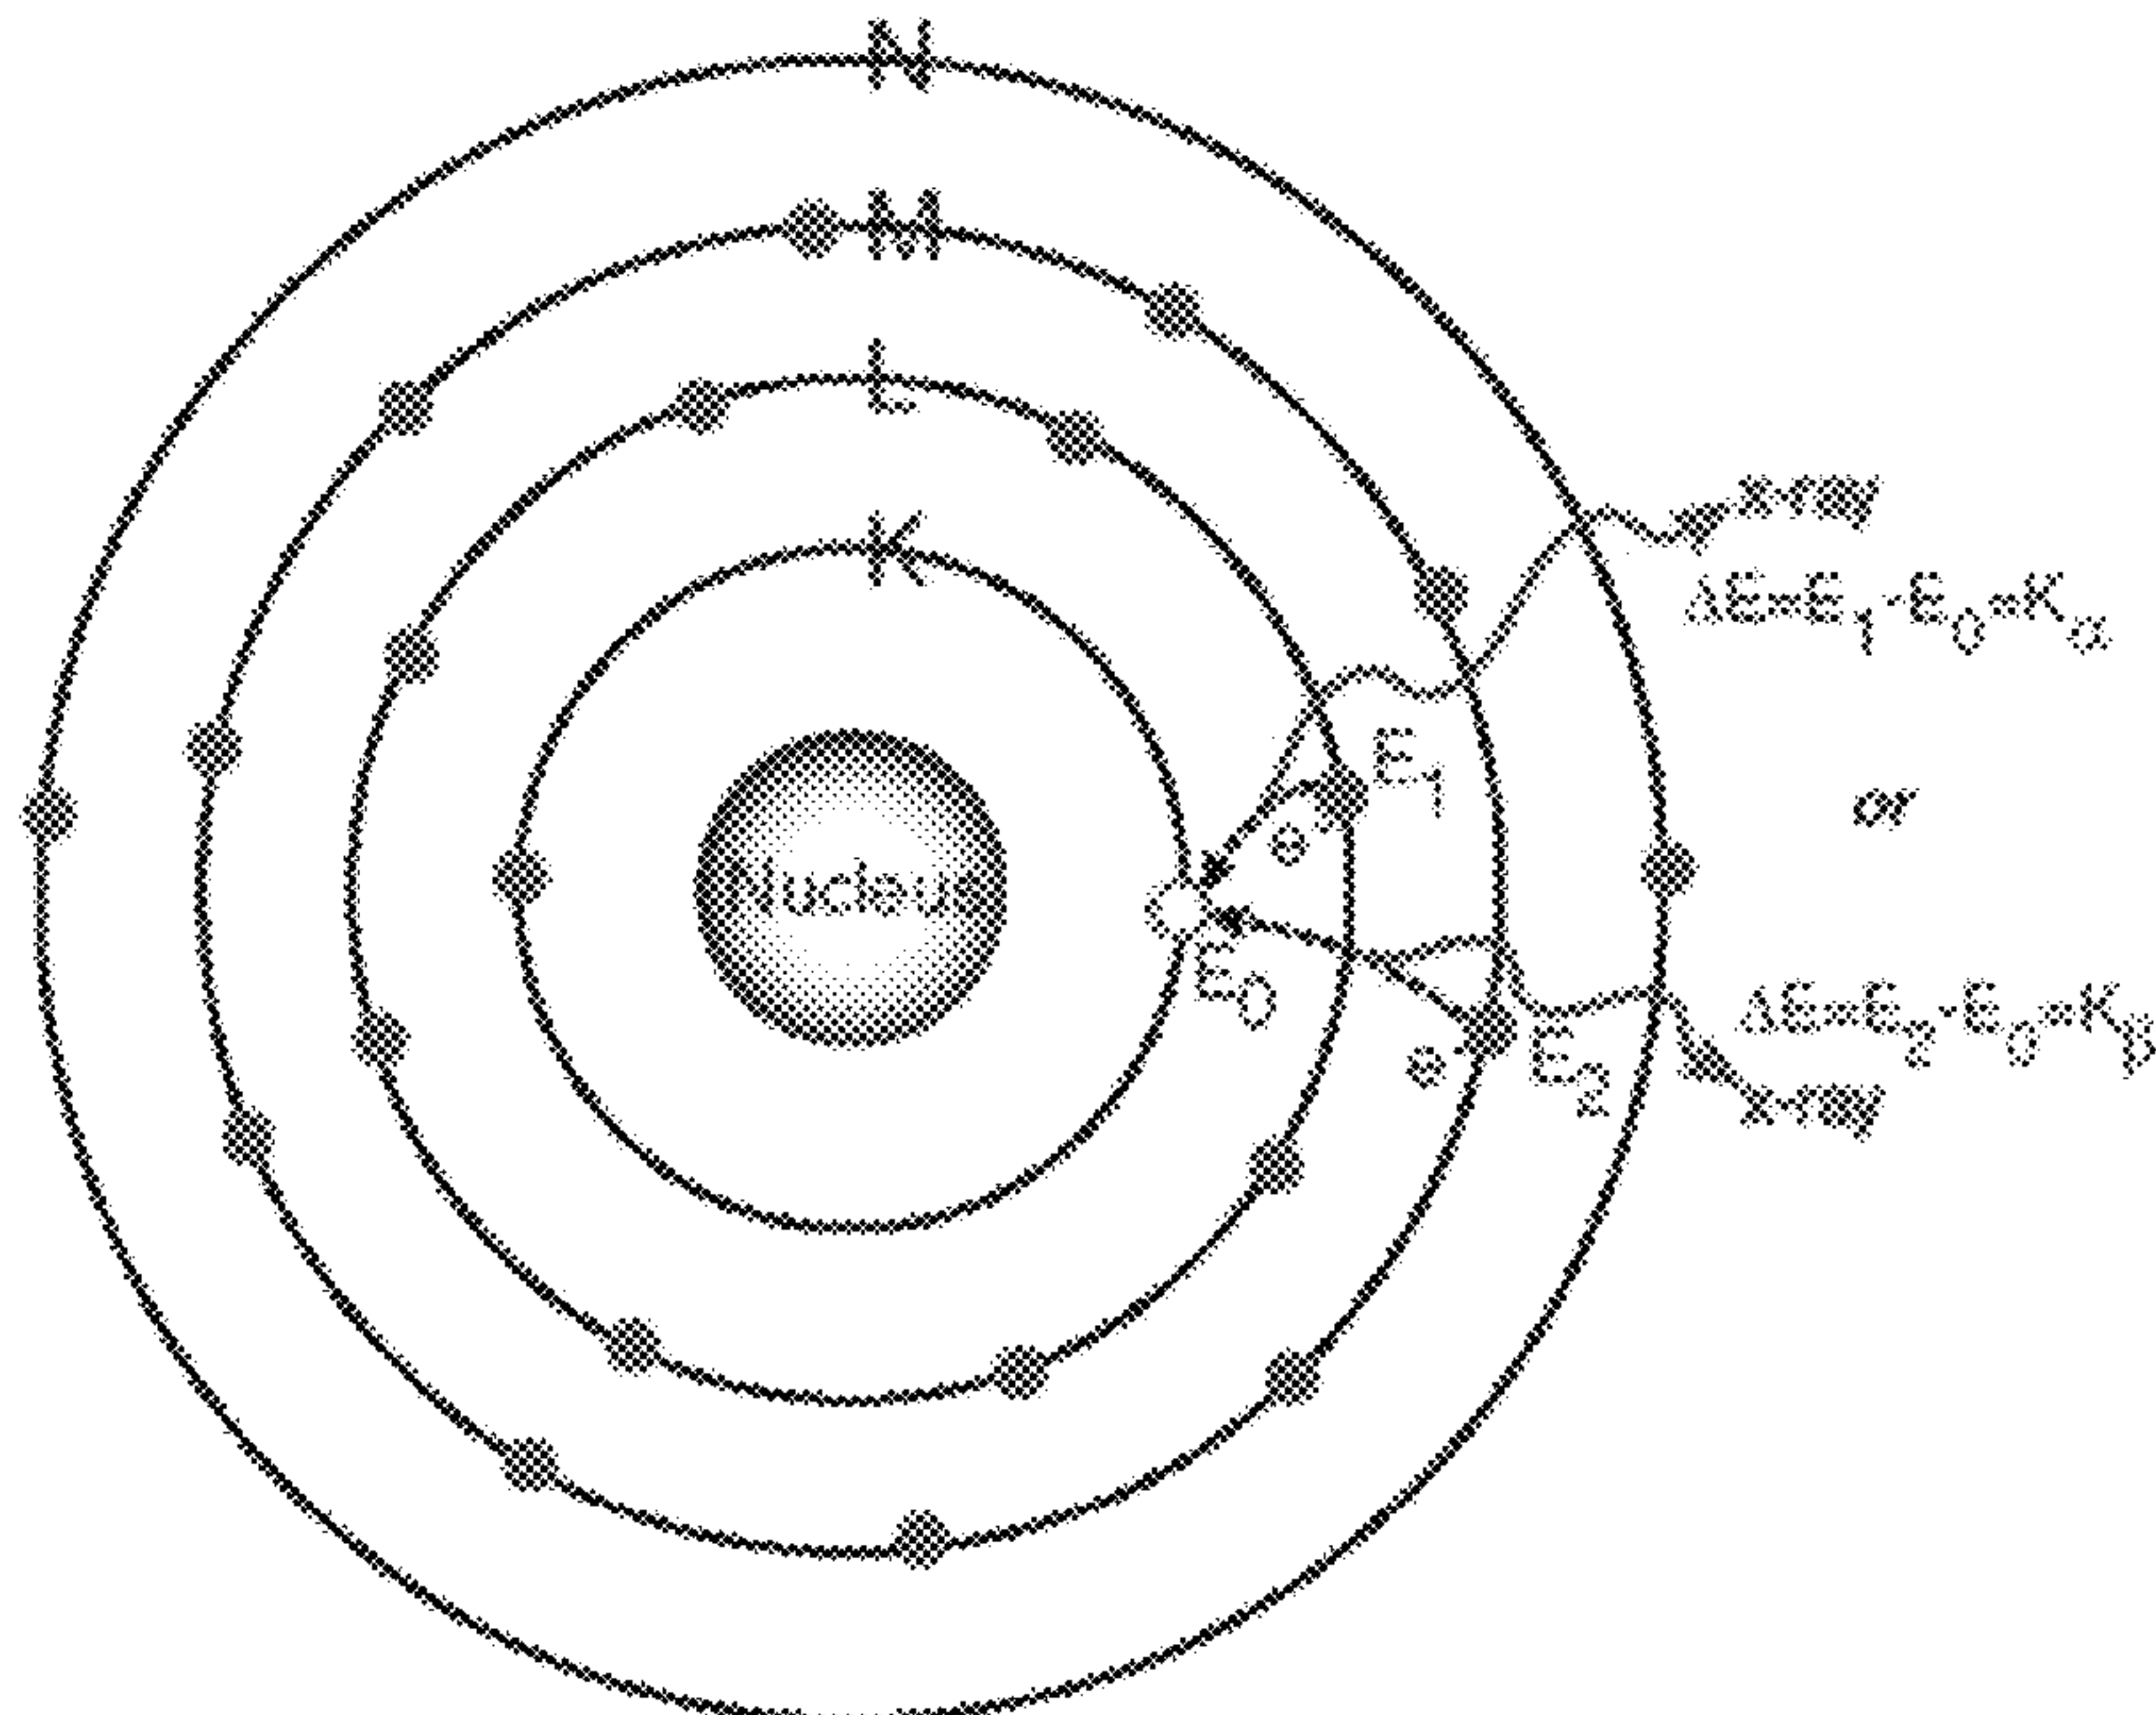 N
M
L
K
x-ray
ΔE=E₁-E₀=Kα
E₁
e
or
Nucleus
E₀
ΔE=E₂-E₀=Kβ
e
E₂
x-ray